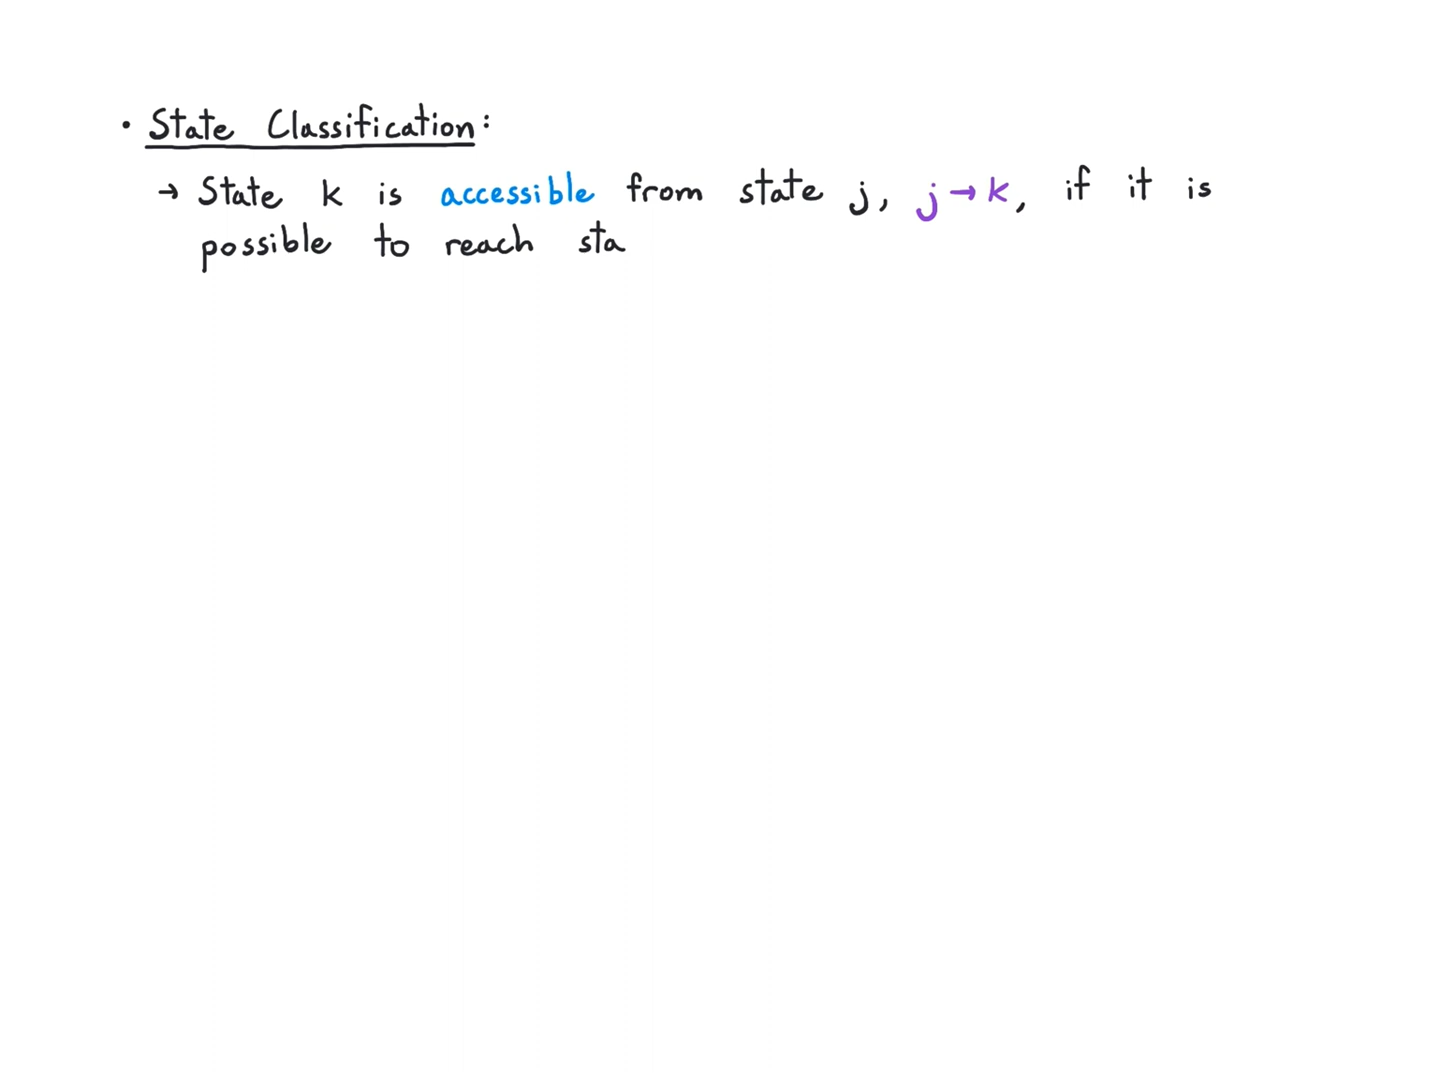 • State Classification:
→ State k is accessible from state j, j→k, if it is
possible to reach sta